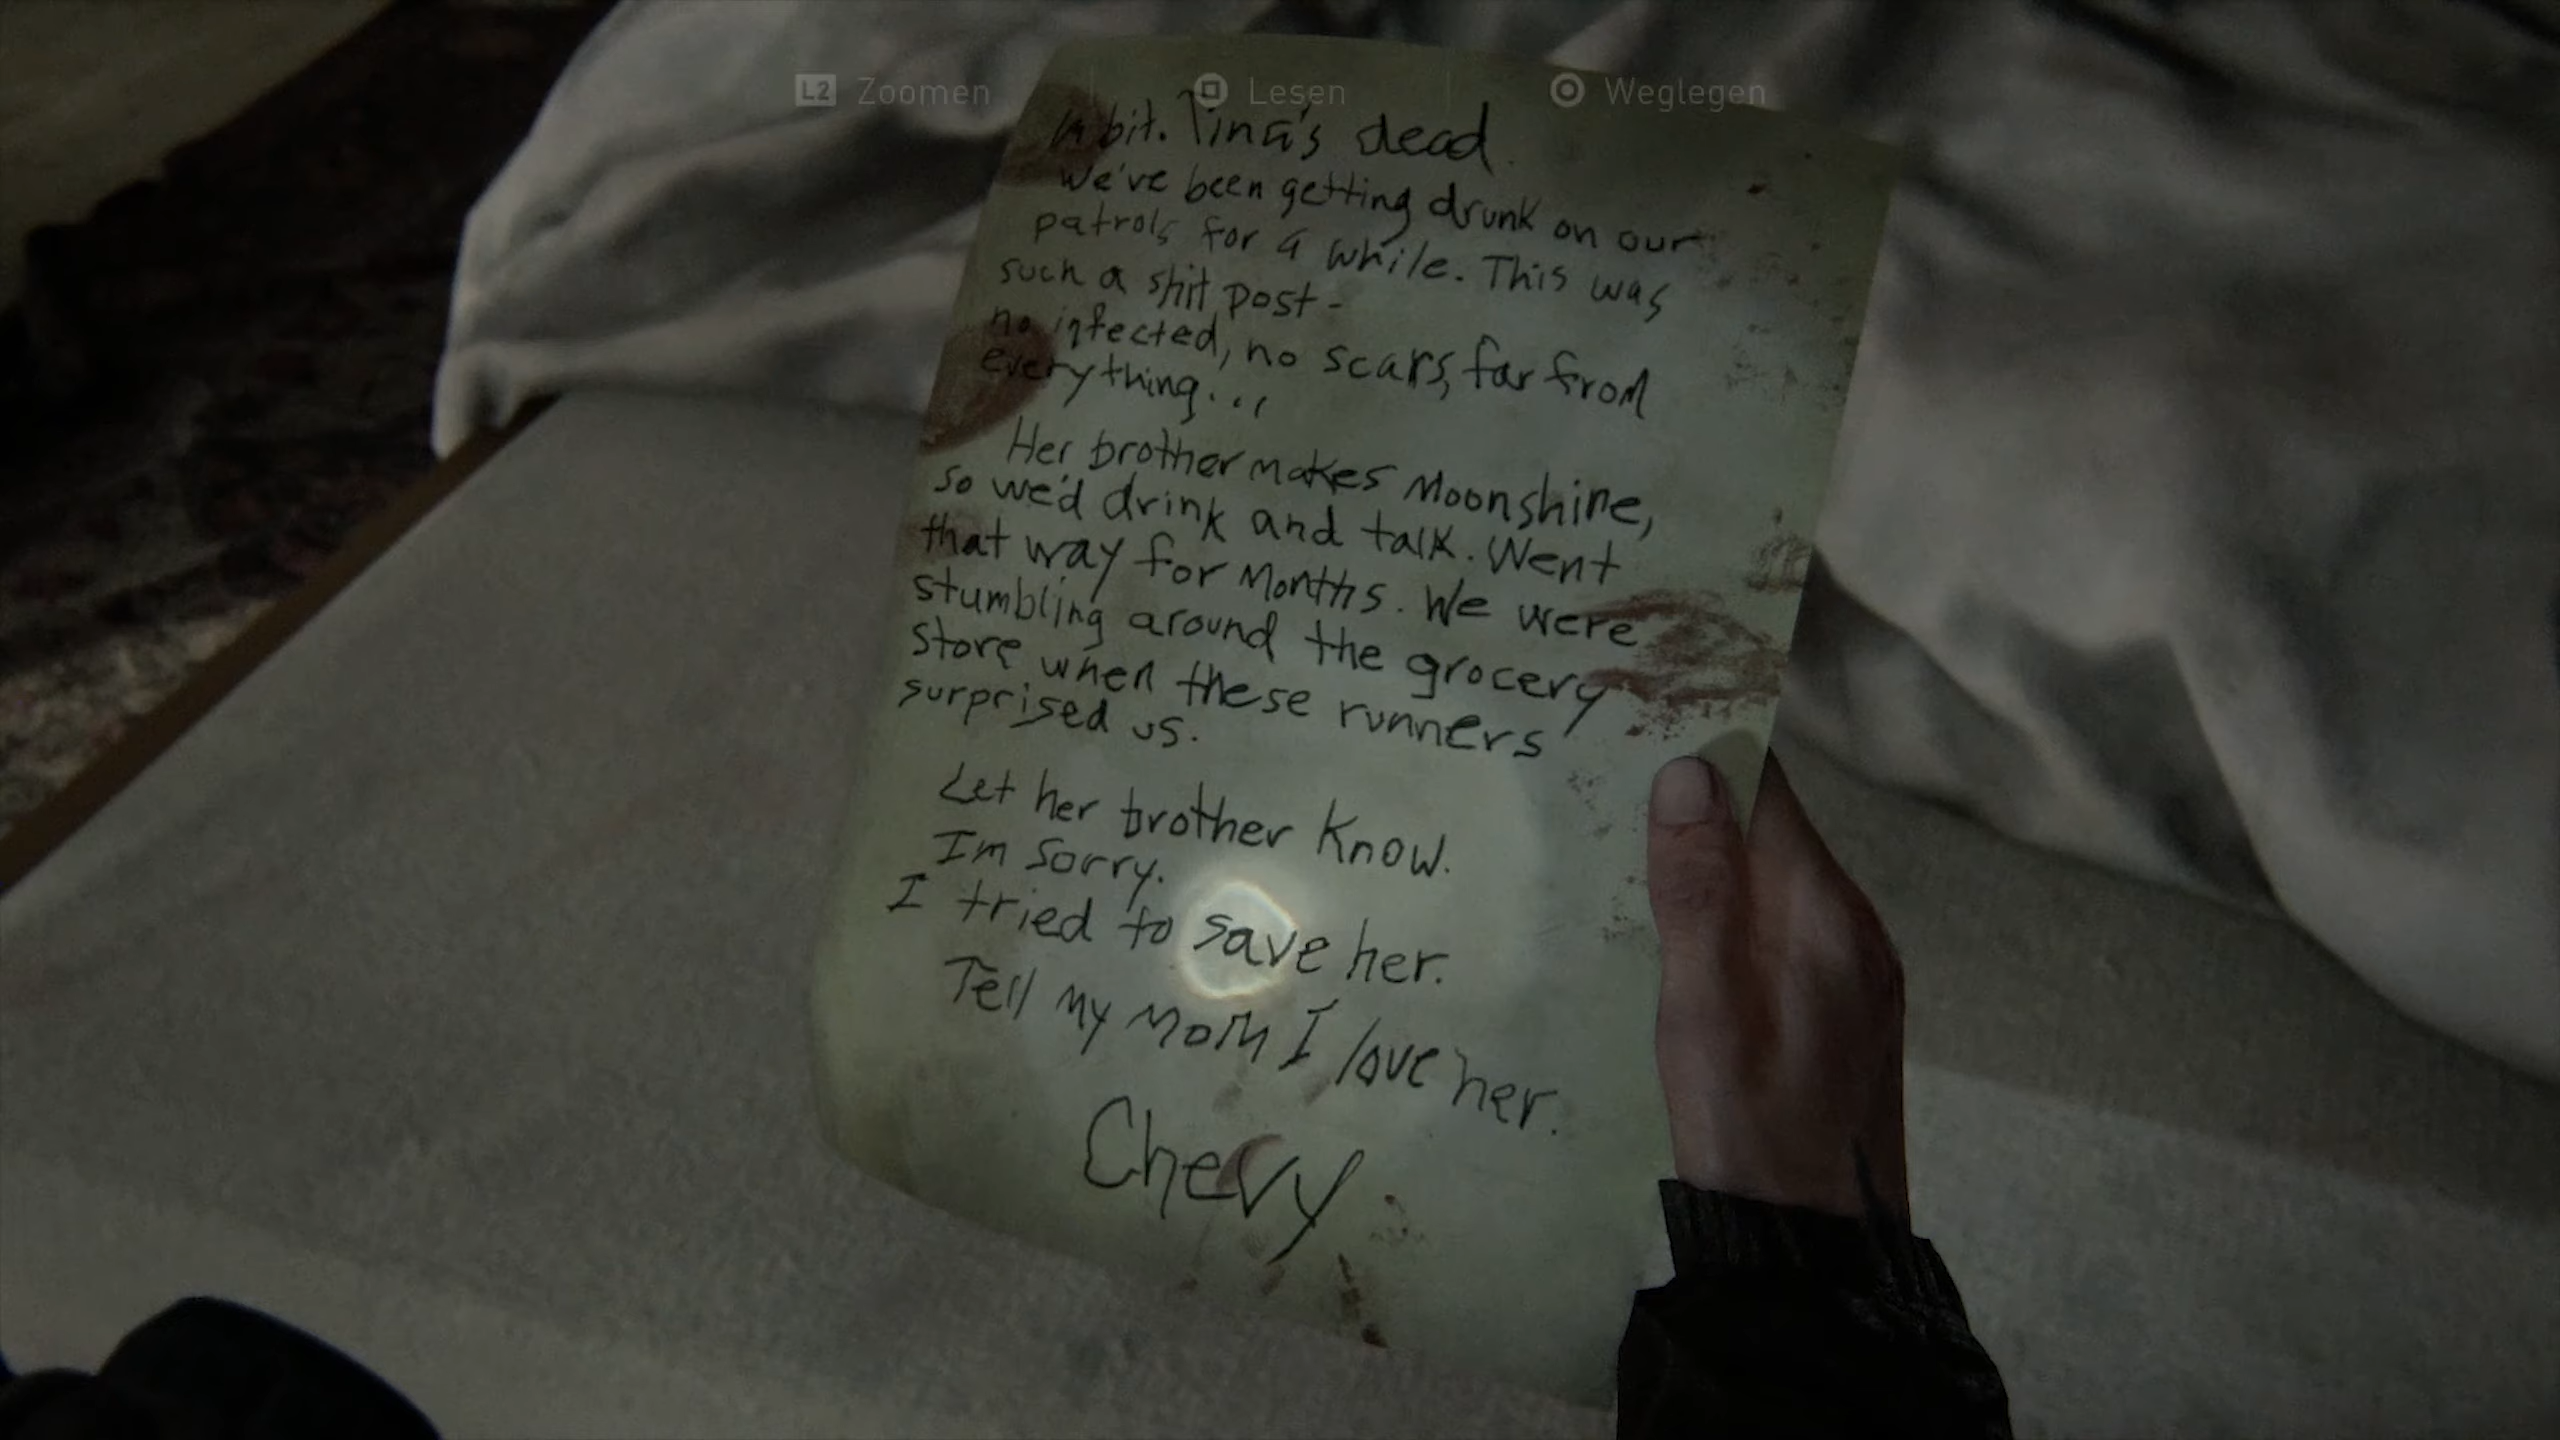 L2 Zoomen
Lesen
Weglegen
bit. Tina's dead.
We've been getting drunk on our
patrols for a while. This was
such a shit post-
no infected, no scars, far from
everything...
Her brother makes moonshine,
so we'd drink and talk. Went
that way for months. We were
stumbling around the grocery
store when these runners
surprised us.
Let her brother know.
Im sorry.
I tried to save her.
Tell my mom I love her.
Chevy